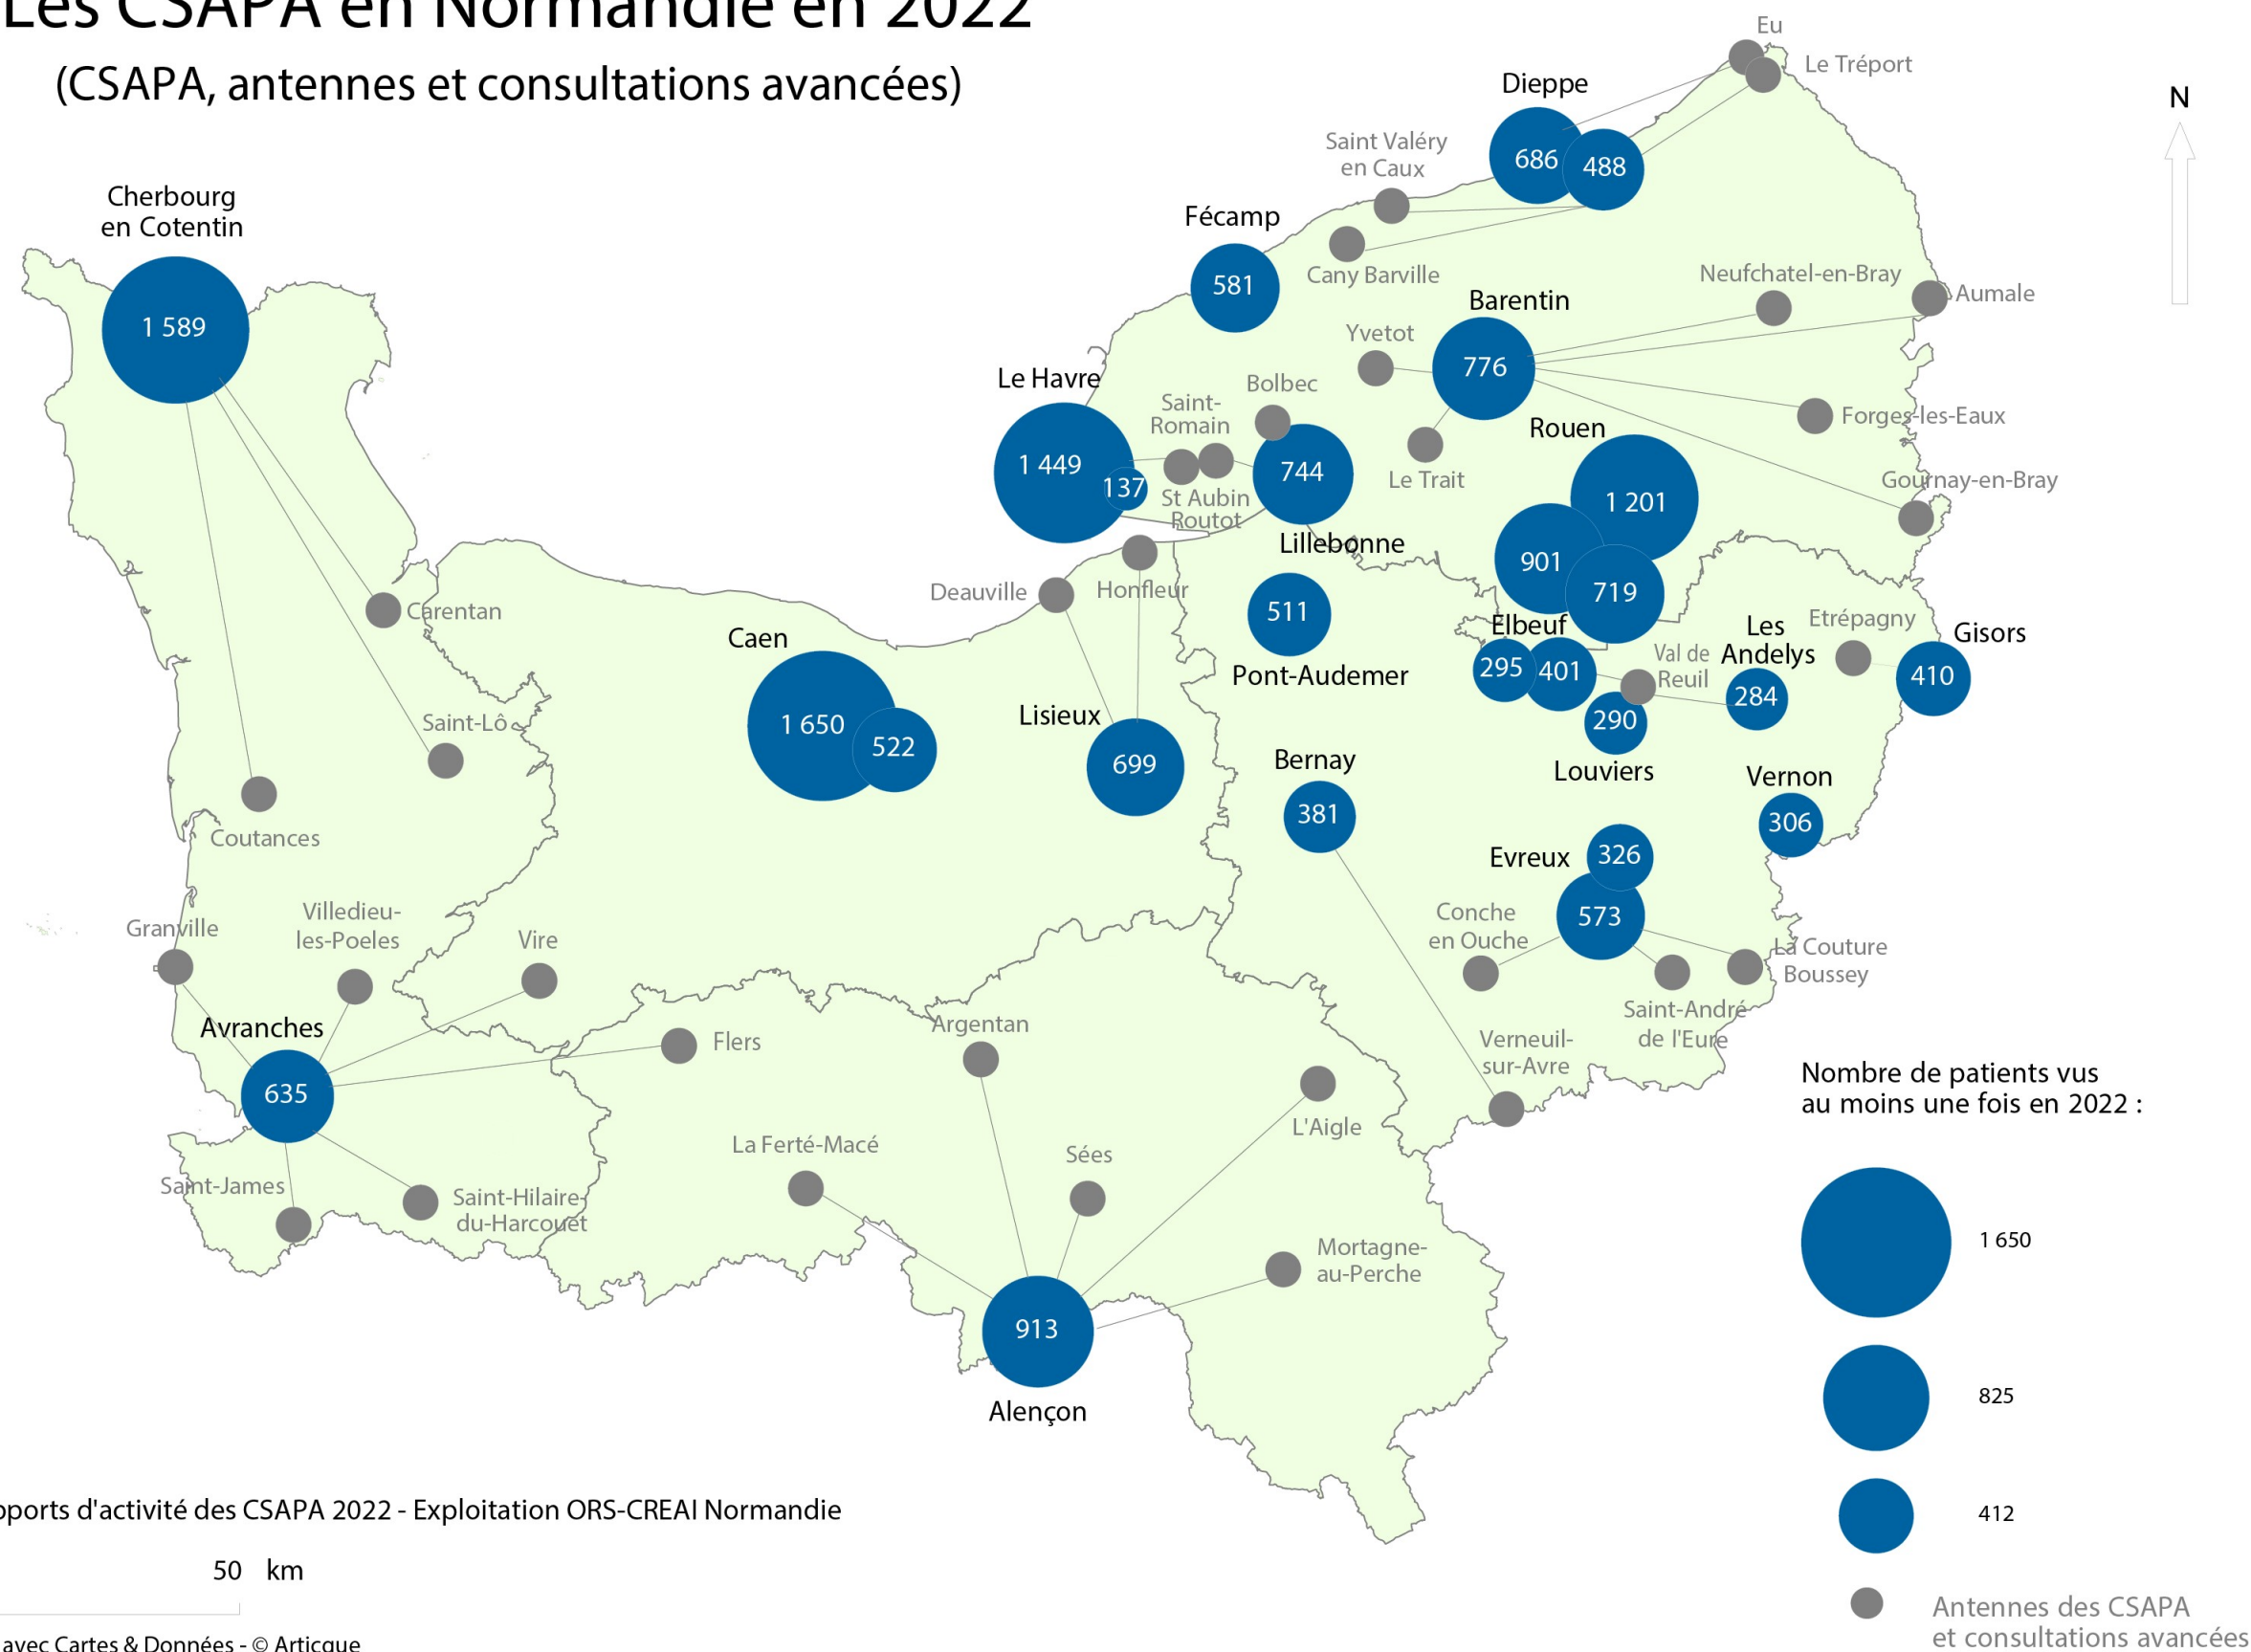 Les CSAPA en Normandie en 2022
(CSAPA, antennes et consultations avancées)
Eu
Le Tréport
Dieppe
N
686
488
Saint Valéry
en Caux
Cherbourg
en Cotentin
Fécamp
Cany Barville
581
Neufchatel-en-Bray
Aumale
Barentin
1 589
Yvetot
776
Le Havre
Bolbec
Saint-
Romain
Forges-les-Eaux
Rouen
1 449
137
744
Le Trait
Gournay-en-Bray
St Aubin
Routot
1 201
Lillebonne
901
719
Deauville
Honfleur
Carentan
511
Pont-Audemer
Elbeuf
295
401
Val de
Reuil
Les
Andelys
284
Etrépagny
Gisors
410
Caen
1 650
522
Lisieux
699
Saint-Lô
290
Louviers
Bernay
381
Vernon
306
Coutances
Evreux
326
573
Conche
en Ouche
La Couture
Boussey
Saint-André
de l'Eure
Granville
Villedieu-
les-Poeles
Vire
Avranches
635
Flers
Argentan
Verneuil-
sur-Avre
L'Aigle
La Ferté-Macé
Sées
Saint-James
Saint-Hilaire-
du-Harcouët
Mortagne-
au-Perche
913
Alençon
Nombre de patients vus
au moins une fois en 2022 :
1 650
825
412
Antennes des CSAPA
et consultations avancées
d'activité des CSAPA 2022 - Exploitation ORS-CREAI Normandie
50 km
avec Cartes & Données - © Articque